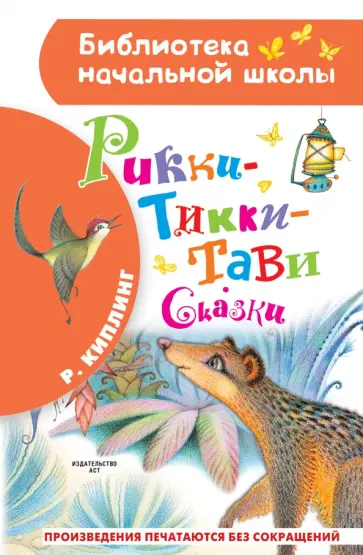 Библиотека
начальной школы
Рикки-
Тикки-
Тави
Сказки
Р. КИПЛИНГ
ИЗДАТЕЛЬСТВО
АСТ
ПРОИЗВЕДЕНИЯ ПЕЧАТАЮТСЯ БЕЗ СОКРАЩЕНИЙ